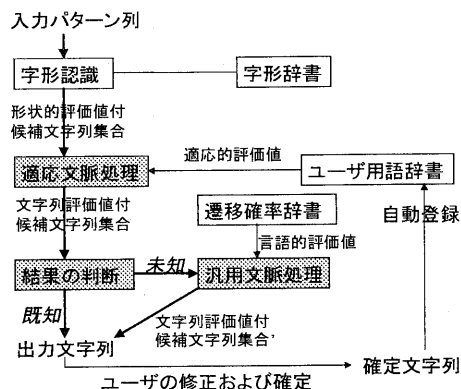 入力パターン列
字形認識
字形辞書
形状的評価値付
候補文字列集合
適応的評価値
適応文脈処理
ユーザ用語辞書
文字列評価値付
候補文字列集合
遷移確率辞書
自動登録
言語的評価値
結果の判断
未知
汎用文脈処理
既知
文字列評価値付
候補文字列集合'
出力文字列
確定文字列
ユーザの修正および確定